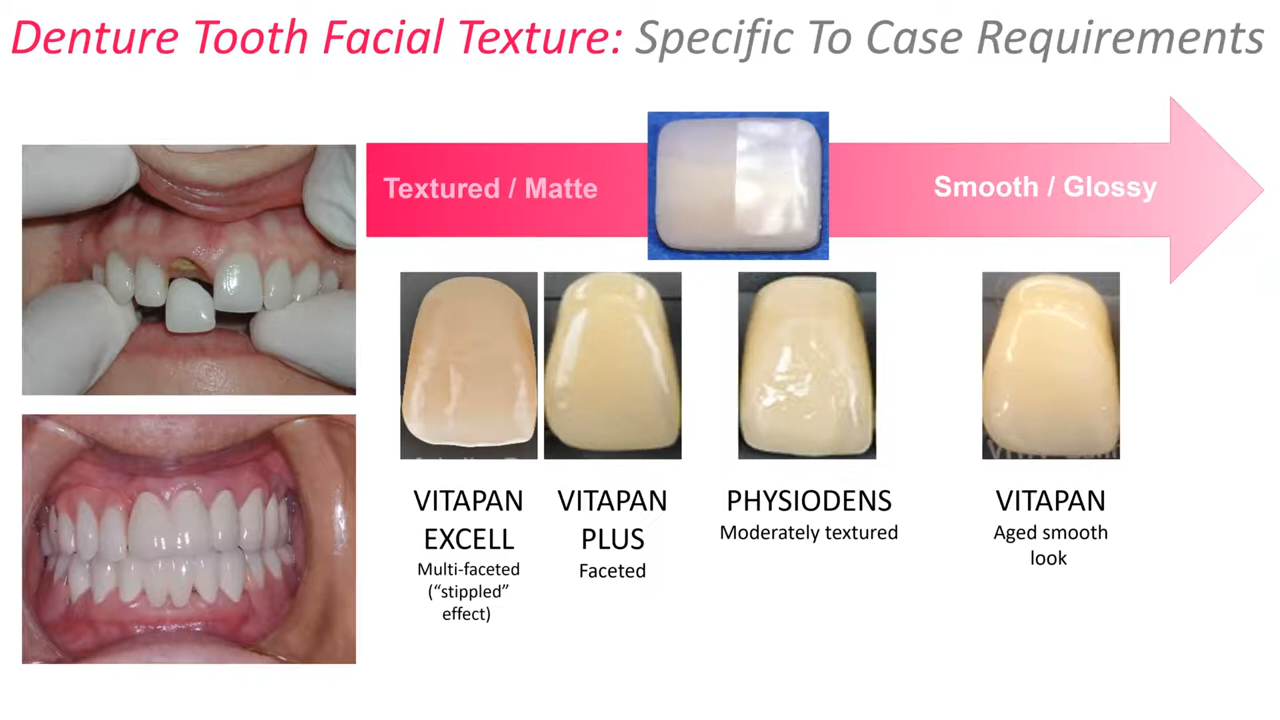 Denture Tooth Facial Texture: Specific To Case Requirements
Textured / Matte
Smooth / Glossy
VITAPAN
EXCELL
Multi-faceted
(“stippled”
effect)
VITAPAN
PLUS
Faceted
PHYSIODENS
Moderately textured
VITAPAN
Aged smooth
look